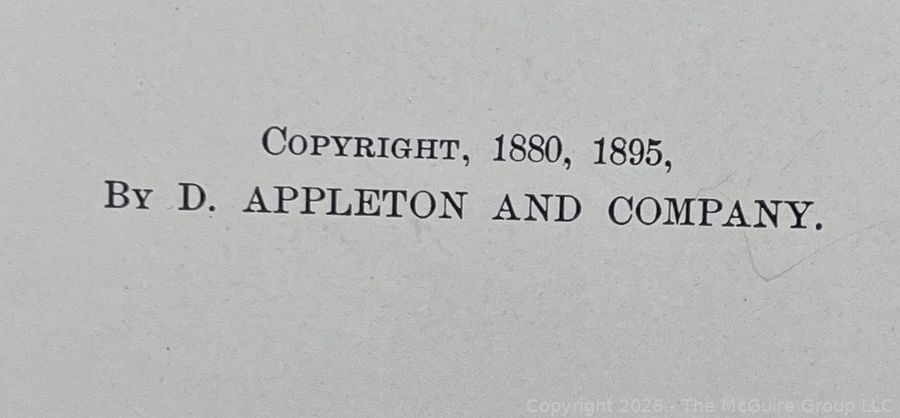 Copyright, 1880, 1895,
By D. APPLETON AND COMPANY.
Copyright 2026 - The McGuire Group LLC